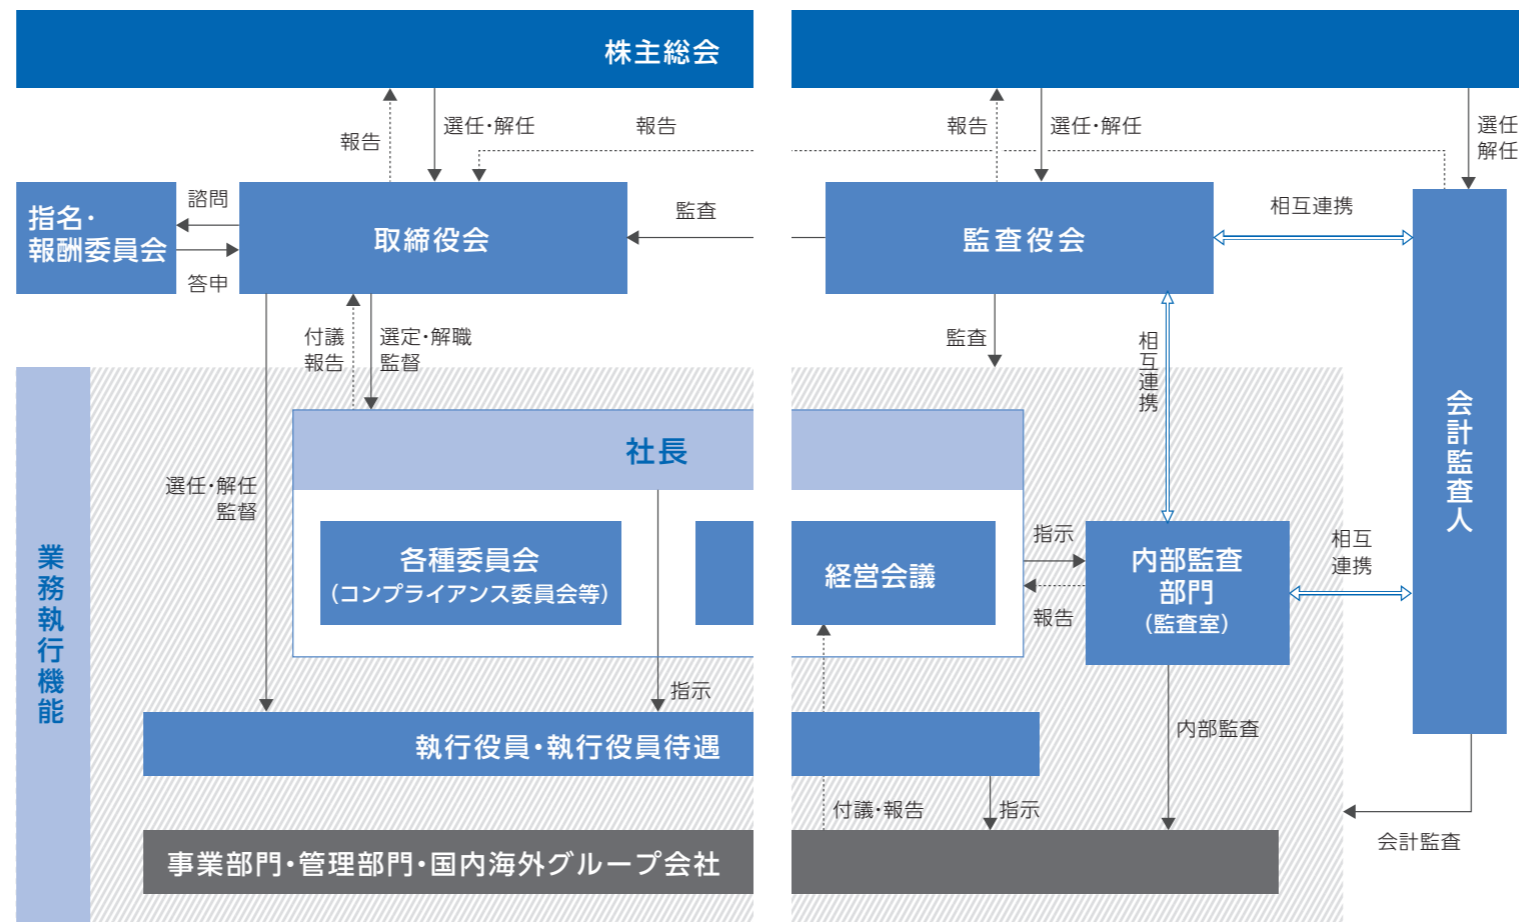 株主総会
報告
選任・解任
報告
報告
選任・解任
選任
解任
指名・
報酬委員会
諮問
答申
取締役会
監査
監査役会
相互連携
付議
報告
選定・解職
監督
監査
相互連携
会計監査人
社長
選任・解任
監督
業務執行機能
各種委員会
（コンプライアンス委員会等）
経営会議
指示
報告
内部監査
部門
（監査室）
相互
連携
指示
執行役員・執行役員待遇
内部監査
付議・報告
指示
会計監査
事業部門・管理部門・国内海外グループ会社